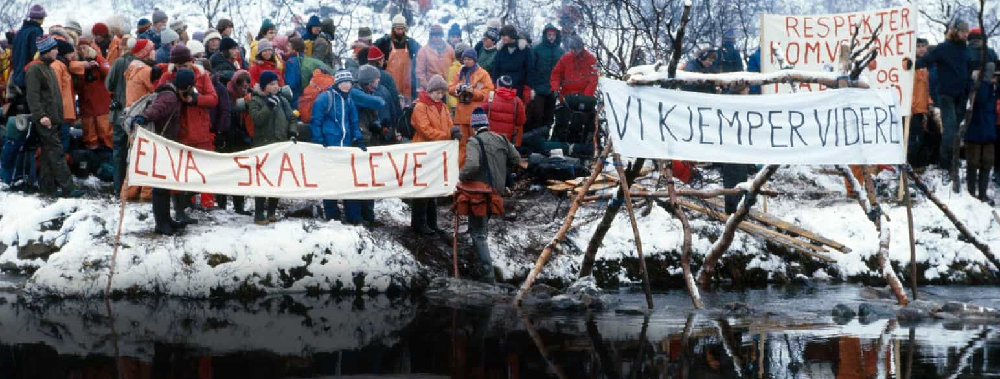 ELVA SKAL LEVE!
VI KJEMPER VIDERE
RESPEKTER
KOM.VEDTAKET
OG